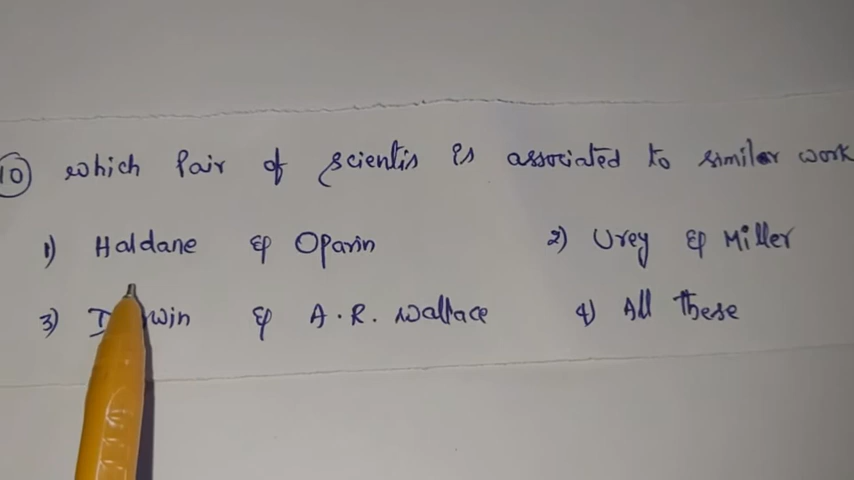 10 which Pair of scientis is associated to similar work
1) Haldane & Oparin 2) Urey & Miller
3) & A.R. Wallace 4) All These